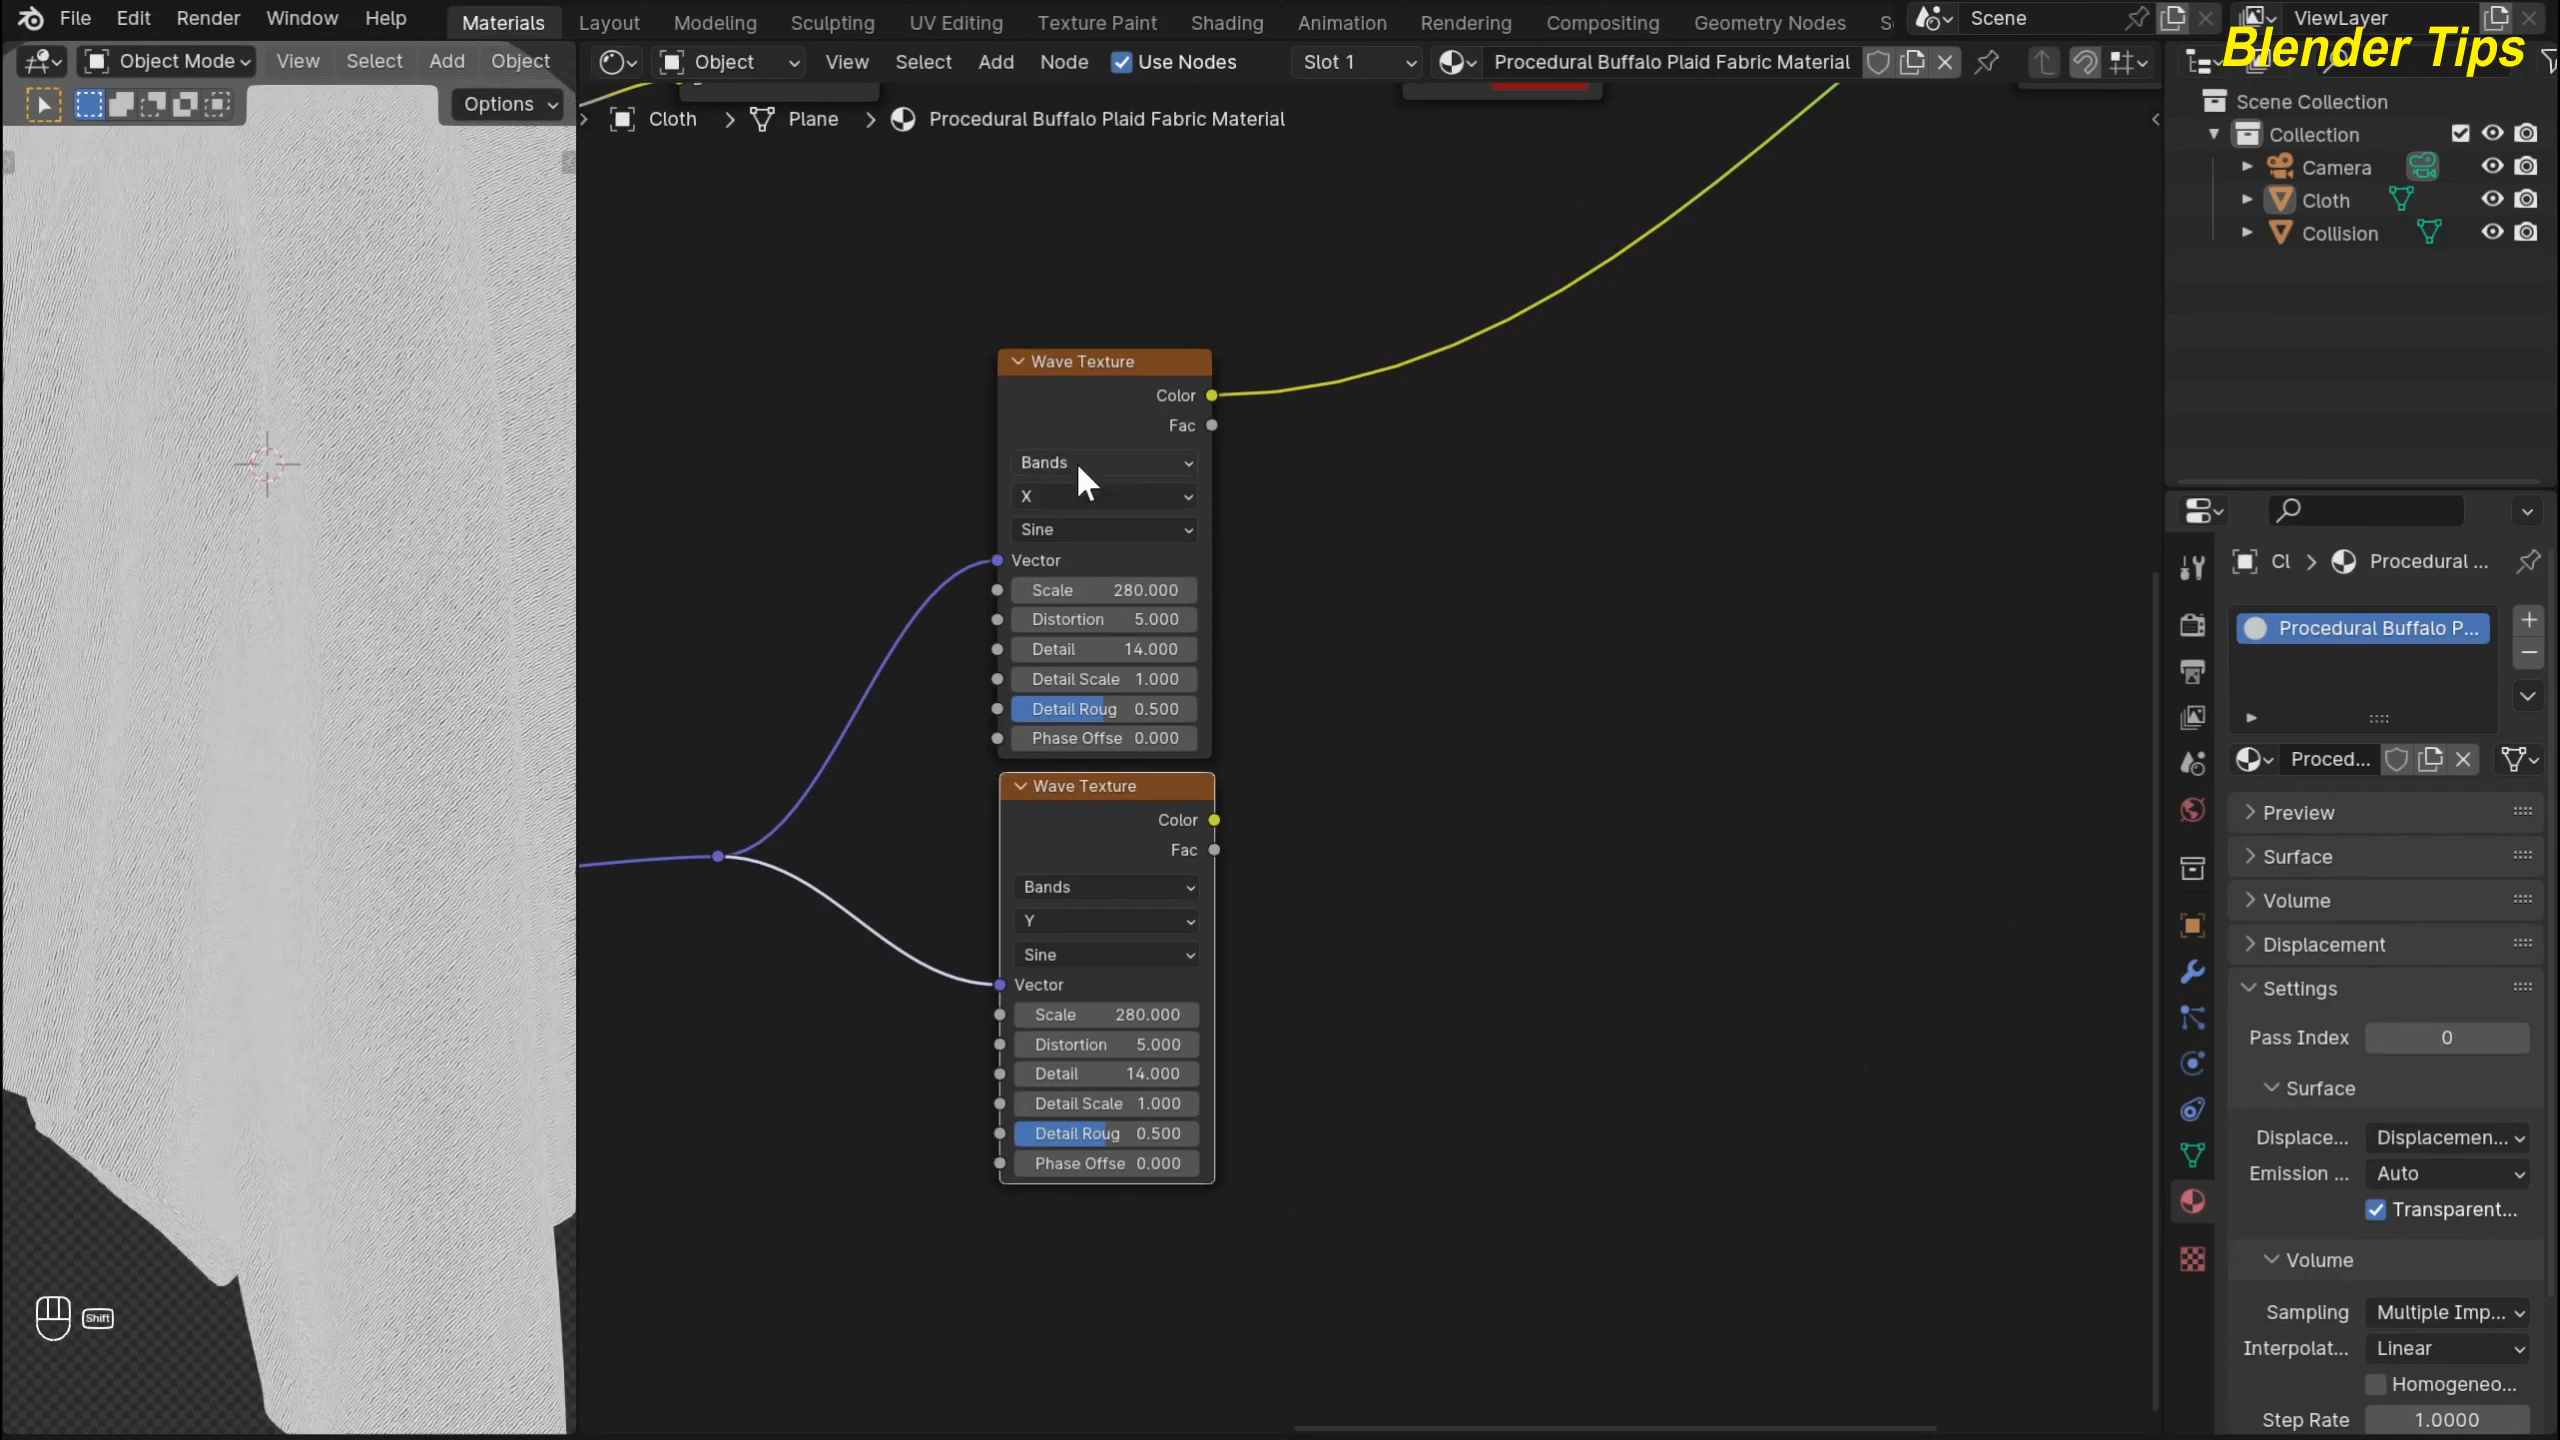 File Edit Render Window Help Materials Layout Modeling Sculpting UV Editing Texture Paint Shading Animation Rendering Compositing Geometry Nodes Scene ViewLayer
Blender Tips
Object Mode View Select Add Object
Object View Select Add Node Use Nodes Slot 1 Procedural Buffalo Plaid Fabric Material
Options
Cloth > Plane > Procedural Buffalo Plaid Fabric Material
Scene Collection
Collection
Camera
Cloth
Collision
Wave Texture
Color
Fac
Bands
X
Sine
Vector
Scale 280.000
Distortion 5.000
Detail 14.000
Detail Scale 1.000
Detail Roug 0.500
Phase Offse 0.000
Wave Texture
Color
Fac
Bands
Y
Sine
Vector
Scale 280.000
Distortion 5.000
Detail 14.000
Detail Scale 1.000
Detail Roug 0.500
Phase Offse 0.000
Shift
Cl > Procedural ...
Procedural Buffalo P...
Proced...
Preview
Surface
Volume
Displacement
Settings
Pass Index 0
Surface
Displace... Displacemen...
Emission ... Auto
Transparent...
Volume
Sampling Multiple Imp...
Interpolat... Linear
Homogeneo...
Step Rate 1.0000